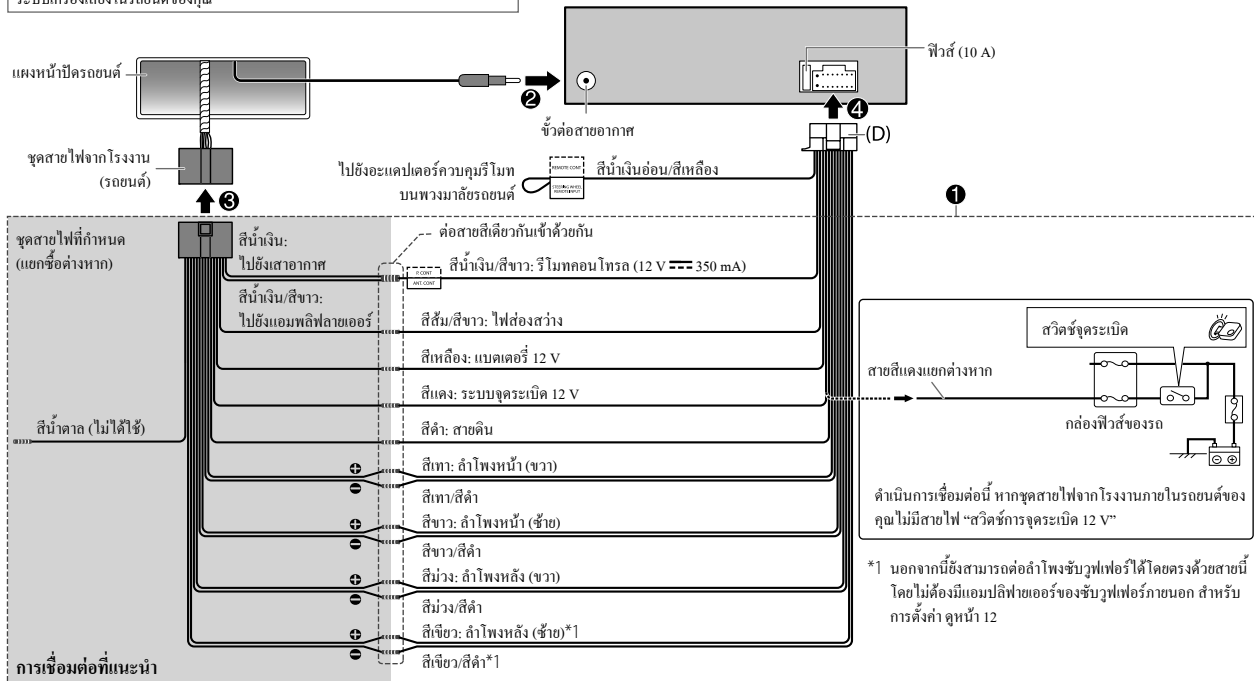 ระบบเครื่องเสียงในรถยนต์ของคุณ
แผงหน้าปัดรถยนต์
ฟิวส์ (10 A)
❷
❹
ขั้วต่อสายอากาศ
(D)
ชุดสายไฟจากโรงงาน
(รถยนต์)
ไปยังอะแดปเตอร์ควบคุมรีโมท
บนพวงมาลัยรถยนต์
REMOTE CONT
STEERING WHEEL
REMOTE INPUT
สีน้ำเงินอ่อน/สีเหลือง
❸
❶
ชุดสายไฟที่กำหนด
(แยกซื้อต่างหาก)
สีน้ำเงิน:
ไปยังเสาอากาศ
ต่อสายสีเดียวกันเข้าด้วยกัน
P. CONT
ANT. CONT
สีน้ำเงิน/สีขาว: รีโมทคอนโทรล (12 V ⎓ 350 mA)
สีน้ำเงิน/สีขาว:
ไปยังแอมพลิฟลายเออร์
สีส้ม/สีขาว: ไฟส่องสว่าง
สีเหลือง: แบตเตอรี่ 12 V
สีแดง: ระบบจุดระเบิด 12 V
สีน้ำตาล (ไม่ได้ใช้)
สีดำ: สายดิน
สีเทา: ลำโพงหน้า (ขวา)
สีเทา/สีดำ
สีขาว: ลำโพงหน้า (ซ้าย)
สีขาว/สีดำ
สีม่วง: ลำโพงหลัง (ขวา)
สีม่วง/สีดำ
สีเขียว: ลำโพงหลัง (ซ้าย)*1
สีเขียว/สีดำ*1
การเชื่อมต่อที่แนะนำ
สวิตช์จุดระเบิด
สายสีแดงแยกต่างหาก
กล่องฟิวส์ของรถ
ดำเนินการเชื่อมต่อนี้ หากชุดสายไฟจากโรงงานภายในรถยนต์ของ
คุณไม่มีสายไฟ “สวิตช์การจุดระเบิด 12 V”
*1 นอกจากนี้ยังสามารถต่อลำโพงซับวูฟเฟอร์ได้โดยตรงด้วยสายนี้
โดยไม่ต้องมีแอมปลิฟายเออร์ของซับวูฟเฟอร์ภายนอก สำหรับ
การตั้งค่า ดูหน้า 12